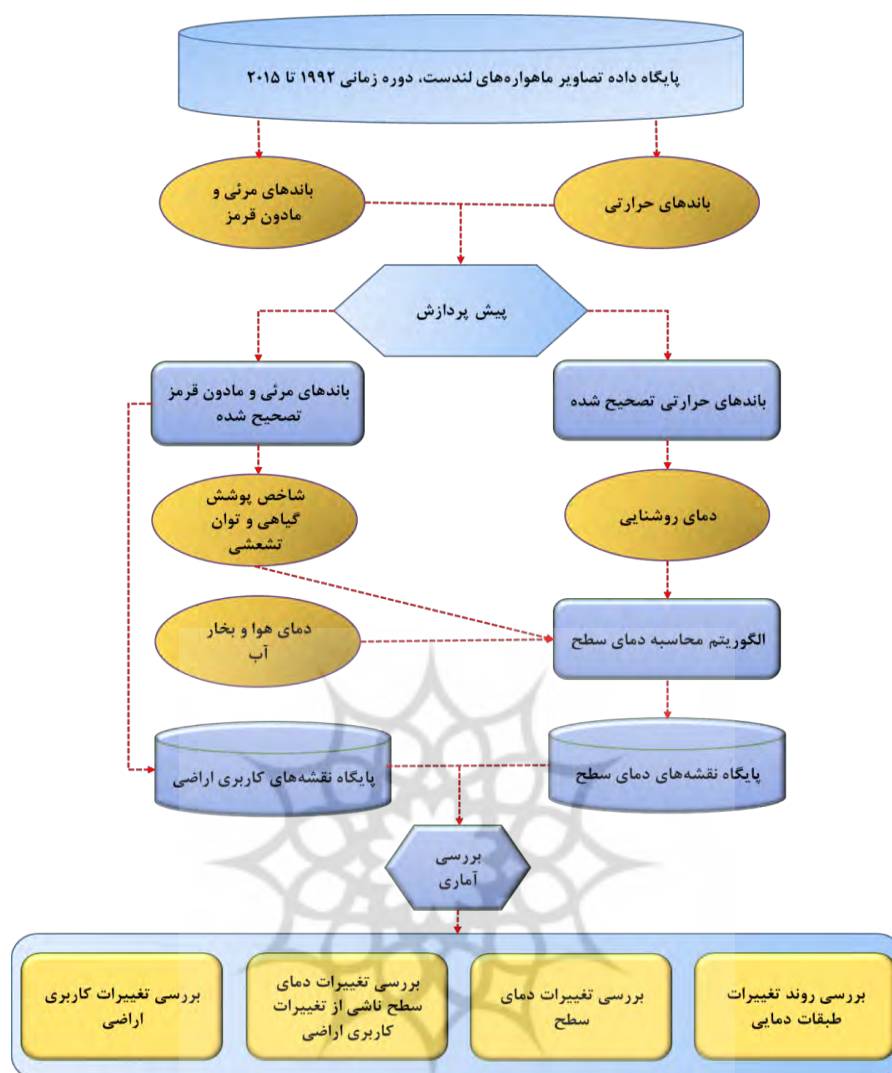 پایگاه داده تصاویر ماهواره‌های لندست، دوره زمانی ۱۹۹۲ تا ۲۰۱۵
باندهای حرارتی
باندهای مرئی و
مادون قرمز
پیش پردازش
باندهای حرارتی تصحیح شده
باندهای مرئی و مادون قرمز
تصحیح شده
دمای روشنایی
شاخص پوشش
گیاهی و توان
تشعشی
الگوریتم محاسبه دمای سطح
دمای هوا و بخار
آب
پایگاه نقشه‌های دمای سطح
پایگاه نقشه‌های کاربری اراضی
بررسی
آماری
بررسی روند تغییرات
طبقات دمایی
بررسی تغییرات دمای
سطح
بررسی تغییرات دمای
سطح ناشی از تغییرات
کاربری اراضی
بررسی تغییرات کاربری
اراضی